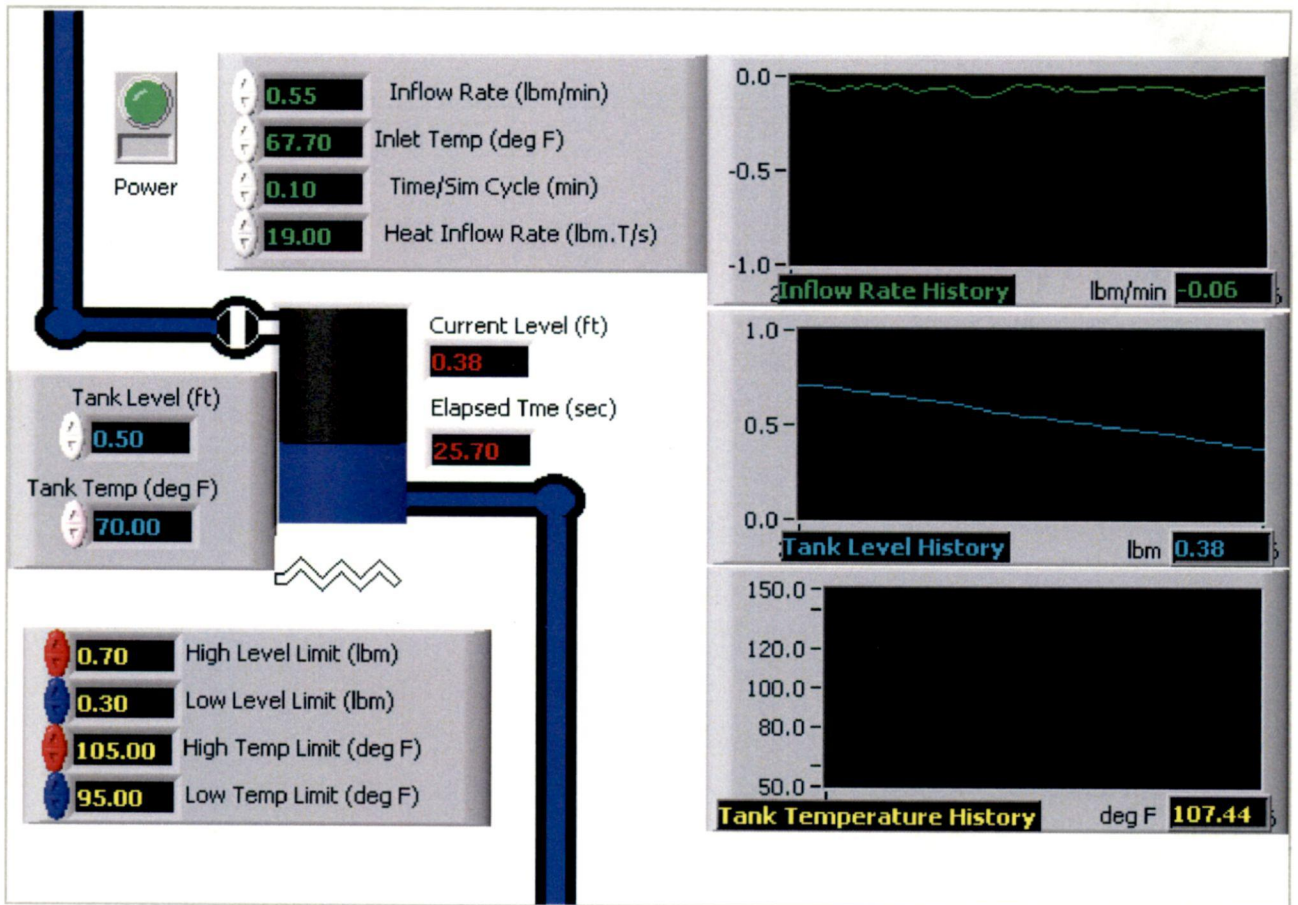 Power
0.55 Inflow Rate (lbm/min)
67.70 Inlet Temp (deg F)
0.10 Time/Sim Cycle (min)
19.00 Heat Inflow Rate (lbm.T/s)
0.0
-0.5
-1.0
Inflow Rate History lbm/min -0.06
Current Level (ft)
0.38
Elapsed Tme (sec)
25.70
Tank Level (ft)
0.50
Tank Temp (deg F)
70.00
1.0
0.5
0.0
Tank Level History lbm 0.38
0.70 High Level Limit (lbm)
0.30 Low Level Limit (lbm)
105.00 High Temp Limit (deg F)
95.00 Low Temp Limit (deg F)
150.0
120.0
100.0
80.0
50.0
Tank Temperature History deg F 107.44